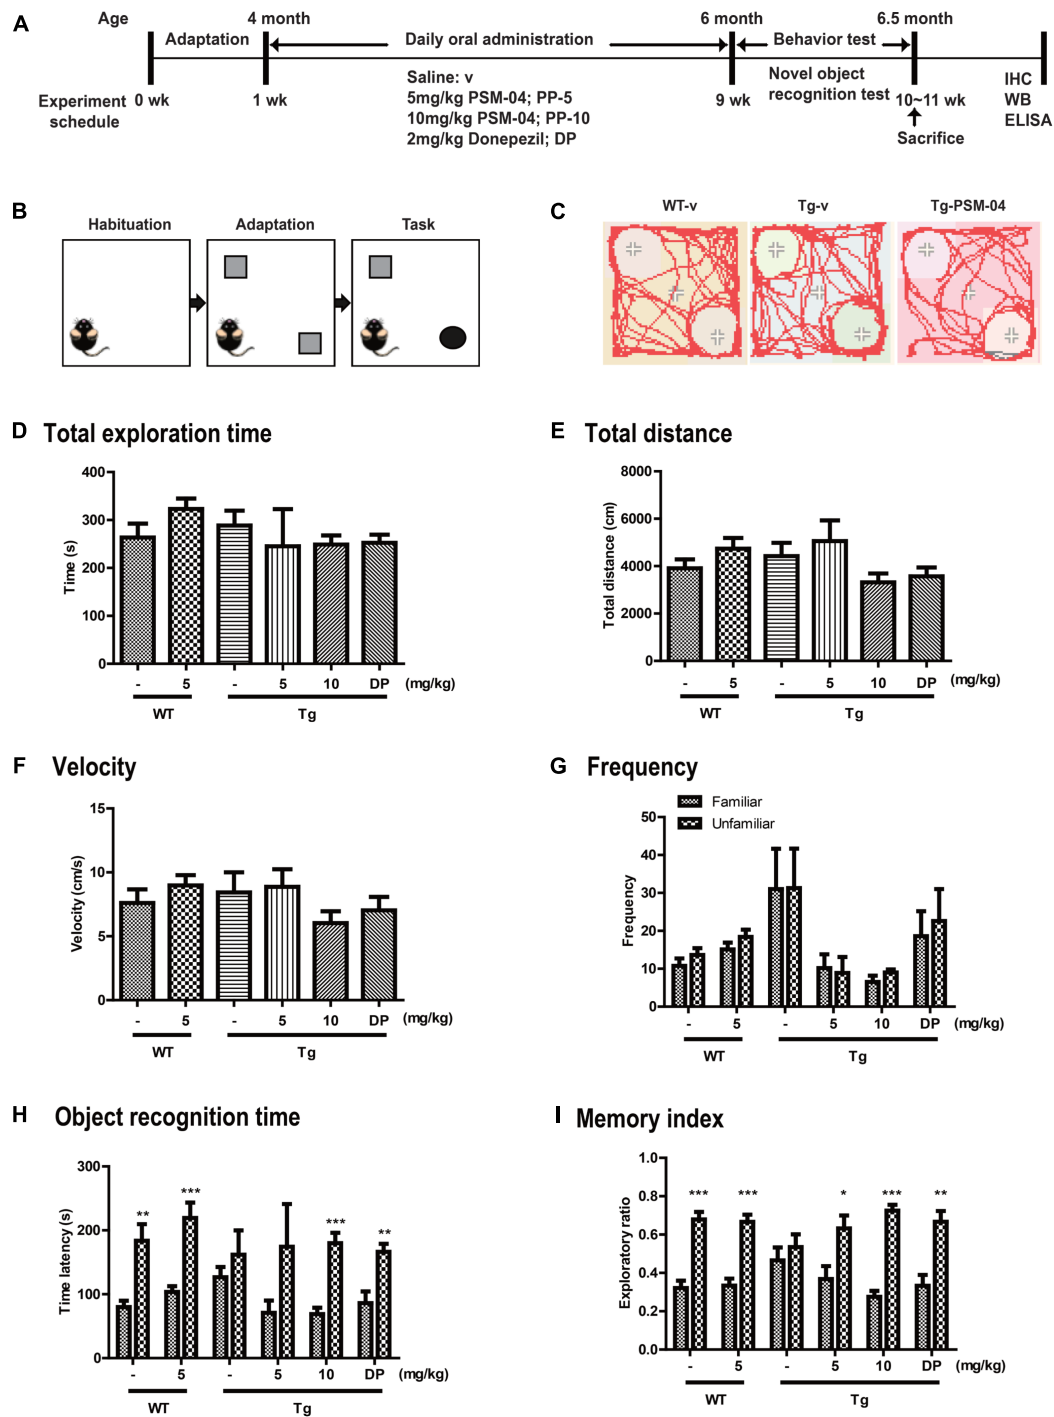 A
Age
4 month
6 month
6.5 month
Adaptation
Daily oral administration
Behavior test
Experiment schedule
0 wk
1 wk
Saline: v
5mg/kg PSM-04; PP-5
10mg/kg PSM-04; PP-10
2mg/kg Donepezil; DP
9 wk
Novel object
recognition test
10~11 wk
Sacrifice
IHC
WB
ELISA
B
Habituation
Adaptation
Task
C
WT-v
Tg-v
Tg-PSM-04
D Total exploration time
Time (s)
400
300
200
100
0
- 5 - 5 10 DP (mg/kg)
WT Tg
E Total distance
Total distance (cm)
8000
6000
4000
2000
0
- 5 - 5 10 DP (mg/kg)
WT Tg
F Velocity
Velocity (cm/s)
15
10
5
0
- 5 - 5 10 DP (mg/kg)
WT Tg
G Frequency
Familiar
Unfamiliar
Frequency
50
40
30
20
10
0
- 5 - 5 10 DP (mg/kg)
WT Tg
H Object recognition time
Time latency (s)
300
200
100
0
** *** *** **
- 5 - 5 10 DP (mg/kg)
WT Tg
I Memory index
Exploratory ratio
1.0
0.8
0.6
0.4
0.2
0.0
*** *** * *** **
- 5 - 5 10 DP (mg/kg)
WT Tg